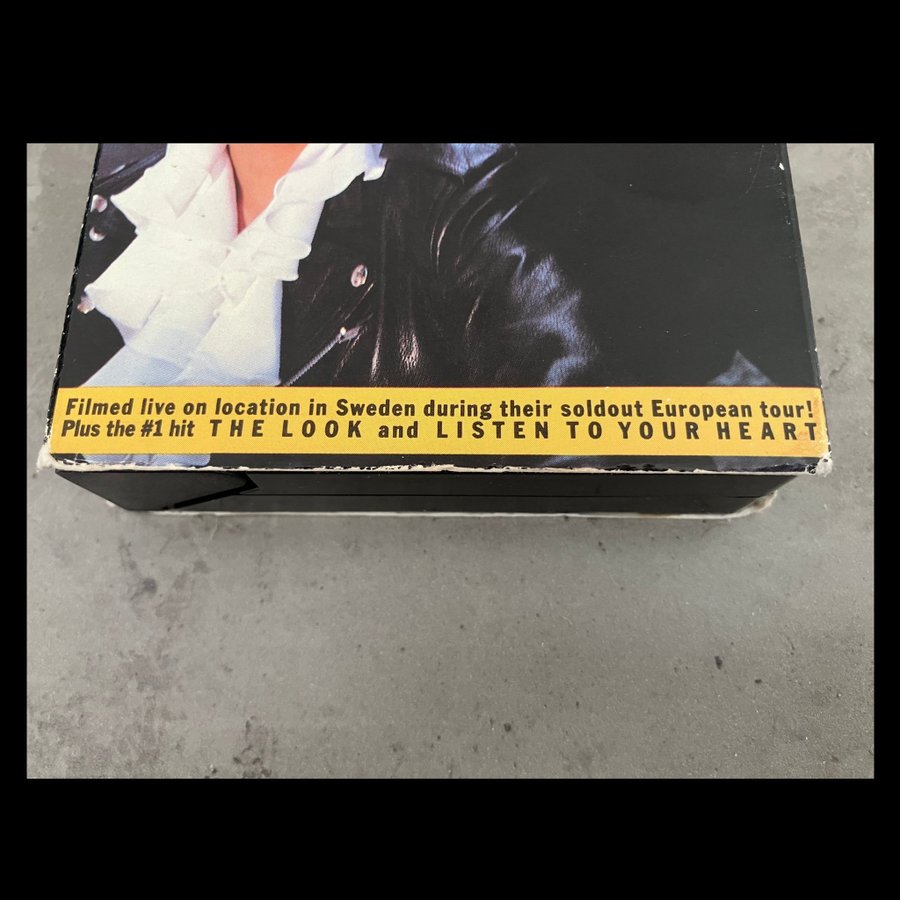 Filmed live on location in Sweden during their soldout European tour!
Plus the #1 hit THE LOOK and LISTEN TO YOUR HEART